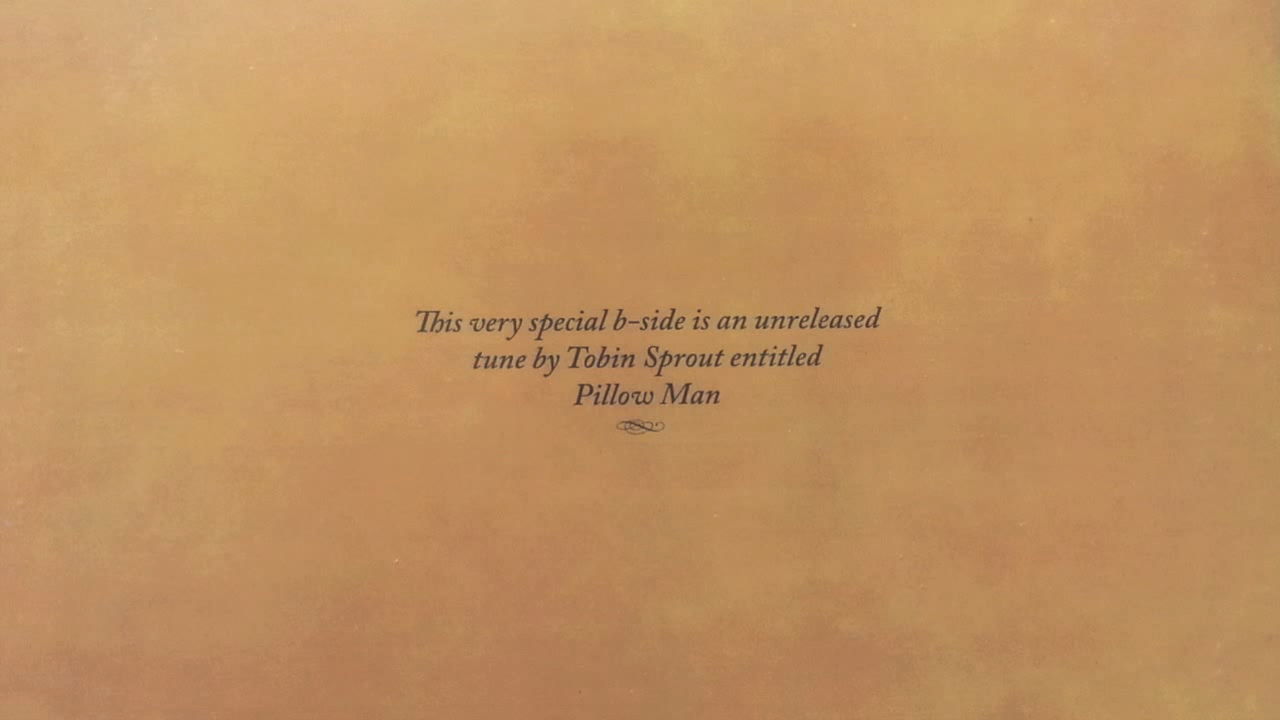 This very special b-side is an unreleased
tune by Tobin Sprout entitled
Pillow Man